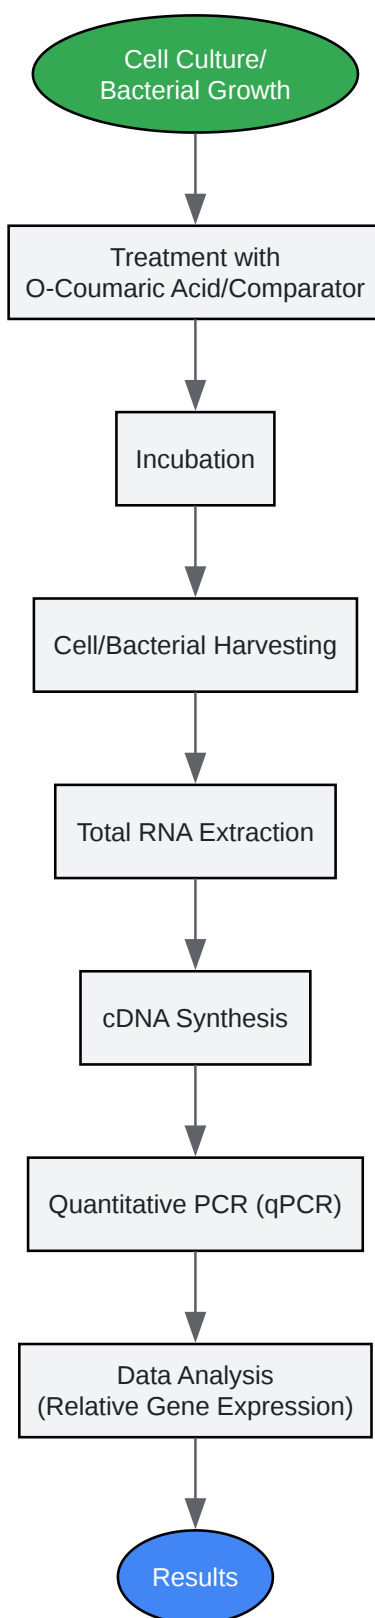 Cell Culture/
Bacterial Growth
Treatment with
O-Coumaric Acid/Comparator
Incubation
Cell/Bacterial Harvesting
Total RNA Extraction
cDNA Synthesis
Quantitative PCR (qPCR)
Data Analysis
(Relative Gene Expression)
Results